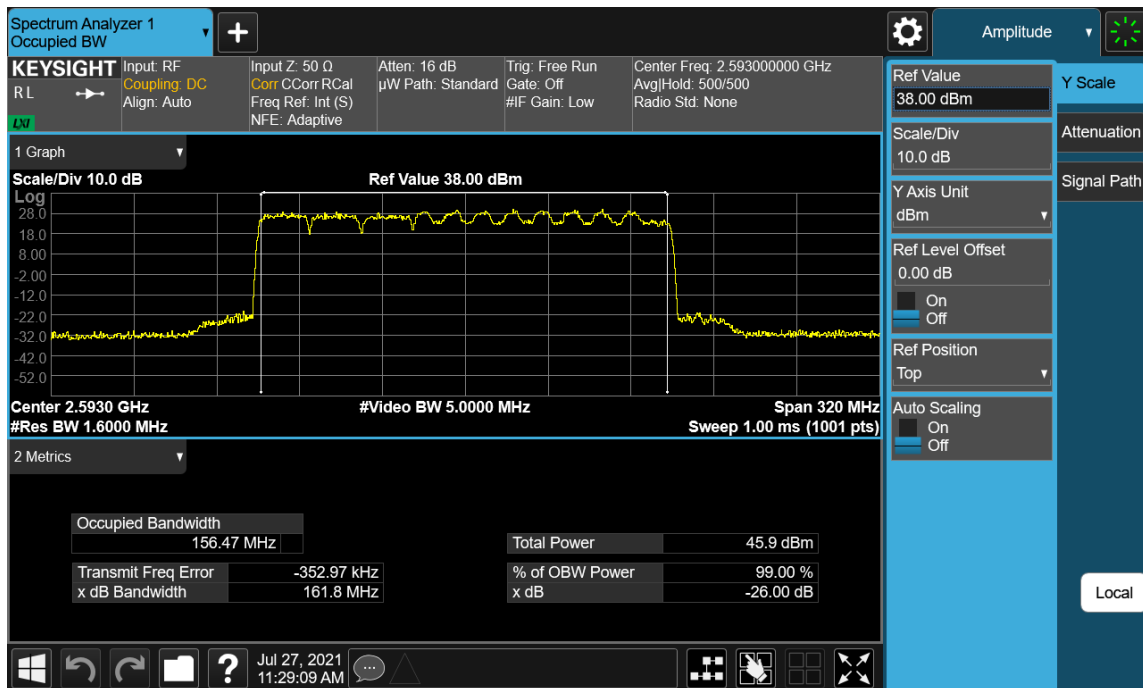 Spectrum Analyzer 1
Occupied BW
+
Amplitude
KEYSIGHT
R L
LXI
Input: RF
Coupling: DC
Align: Auto
Input Z: 50 Ω
Corr CCorr RCal
Freq Ref: Int (S)
NFE: Adaptive
Atten: 16 dB
µW Path: Standard
Trig: Free Run
Gate: Off
#IF Gain: Low
Center Freq: 2.593000000 GHz
Avg|Hold: 500/500
Radio Std: None
1 Graph
Scale/Div 10.0 dB
Ref Value 38.00 dBm
Log
28.0
18.0
8.00
-2.00
-12.0
-22.0
-32.0
-42.0
-52.0
Center 2.5930 GHz
#Video BW 5.0000 MHz
Span 320 MHz
#Res BW 1.6000 MHz
Sweep 1.00 ms (1001 pts)
2 Metrics
Occupied Bandwidth
156.47 MHz
Total Power 45.9 dBm
Transmit Freq Error -352.97 kHz
% of OBW Power 99.00 %
x dB Bandwidth 161.8 MHz
x dB -26.00 dB
Ref Value
38.00 dBm
Scale/Div
10.0 dB
Y Axis Unit
dBm
Ref Level Offset
0.00 dB
On
Off
Ref Position
Top
Auto Scaling
On
Off
Y Scale
Attenuation
Signal Path
Local
?
Jul 27, 2021
11:29:09 AM